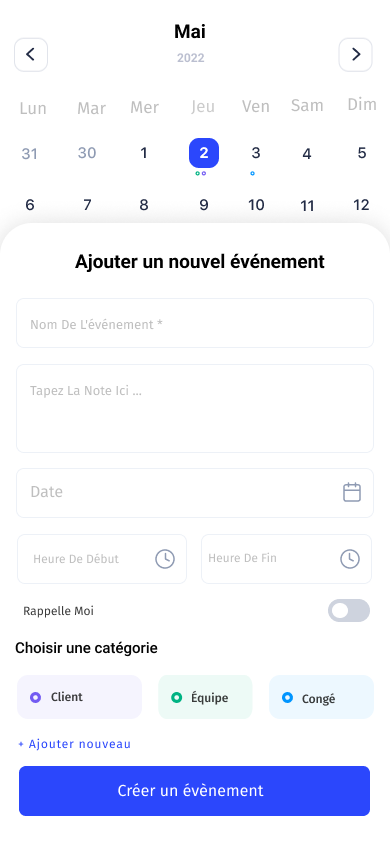 Mai
2022
Lun Mar Mer Jeu Ven Sam Dim
31 30 1 2 3 4 5
6 7 8 9 10 11 12
Ajouter un nouvel événement
Nom De L'événement *
Tapez La Note Ici ...
Date
Heure De Début Heure De Fin
Rappelle Moi
Choisir une catégorie
Client Équipe Congé
+ Ajouter nouveau
Créer un évènement